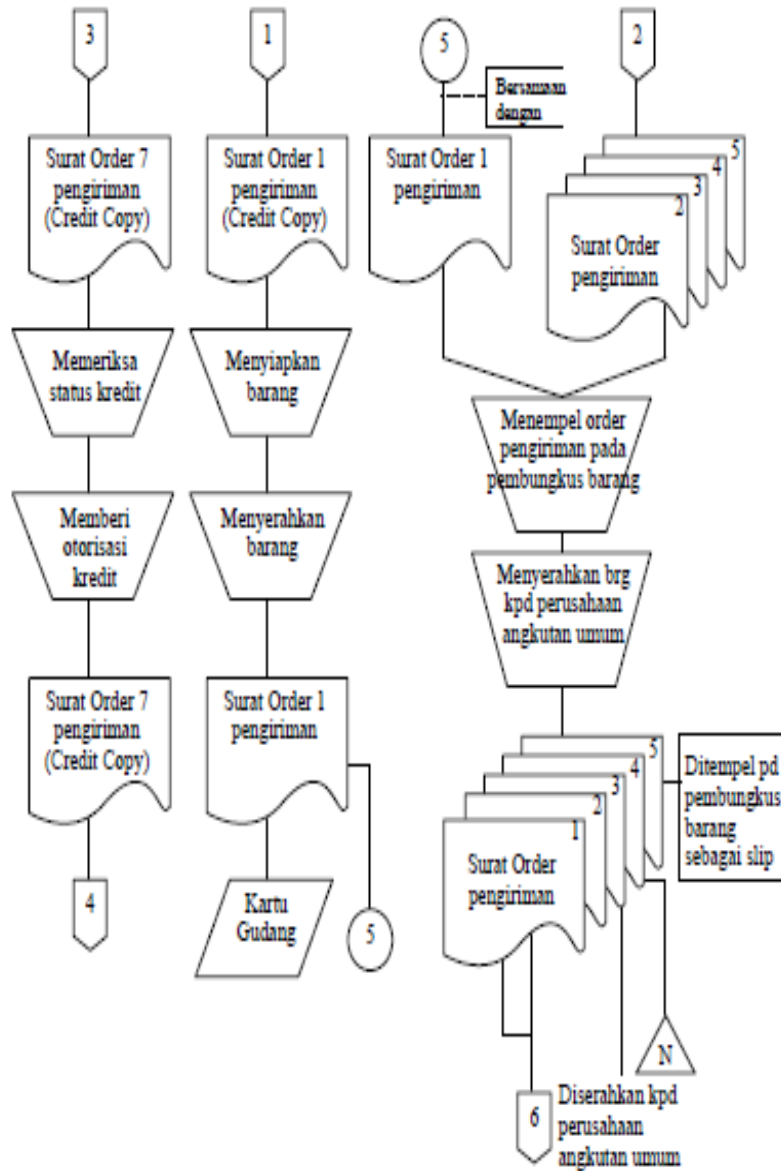 3
Surat Order 7
pengiriman
(Credit Copy)
Memeriksa
status kredit
Memberi
otorisasi
kredit
Surat Order 7
pengiriman
(Credit Copy)
4
1
Surat Order 1
pengiriman
(Credit Copy)
Menyiapkan
barang
Menyerahkan
barang
Surat Order 1
pengiriman
Kartu
Gudang
5
5
Bersamaan
dengan
Surat Order 1
pengiriman
2
5
4
3
2
Surat Order
pengiriman
Menempel order
pengiriman pada
pembungkus barang
Menyerahkan brg
kpd perusahaan
angkutan umum
5
4
3
2
1
Surat Order
pengiriman
Ditempel pd
pembungkus
barang
sebagai slip
N
6
Diserahkan kpd
perusahaan
angkutan umum